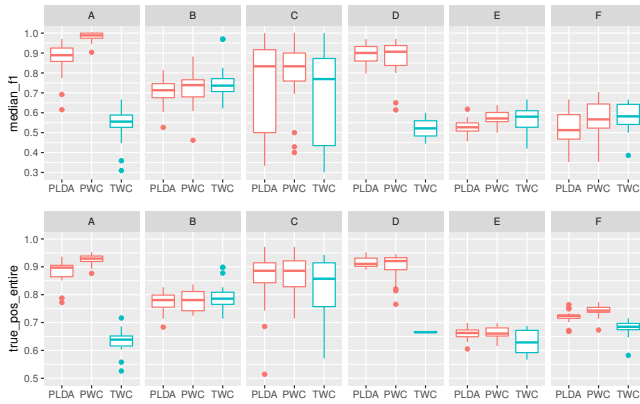 A B C D E F
median_f1
1.0
0.9
0.8
0.7
0.6
0.5
0.4
0.3
PLDA PWC TWC PLDA PWC TWC PLDA PWC TWC PLDA PWC TWC PLDA PWC TWC PLDA PWC TWC
A B C D E F
true_pos_entire
1.0
0.9
0.8
0.7
0.6
0.5
PLDA PWC TWC PLDA PWC TWC PLDA PWC TWC PLDA PWC TWC PLDA PWC TWC PLDA PWC TWC